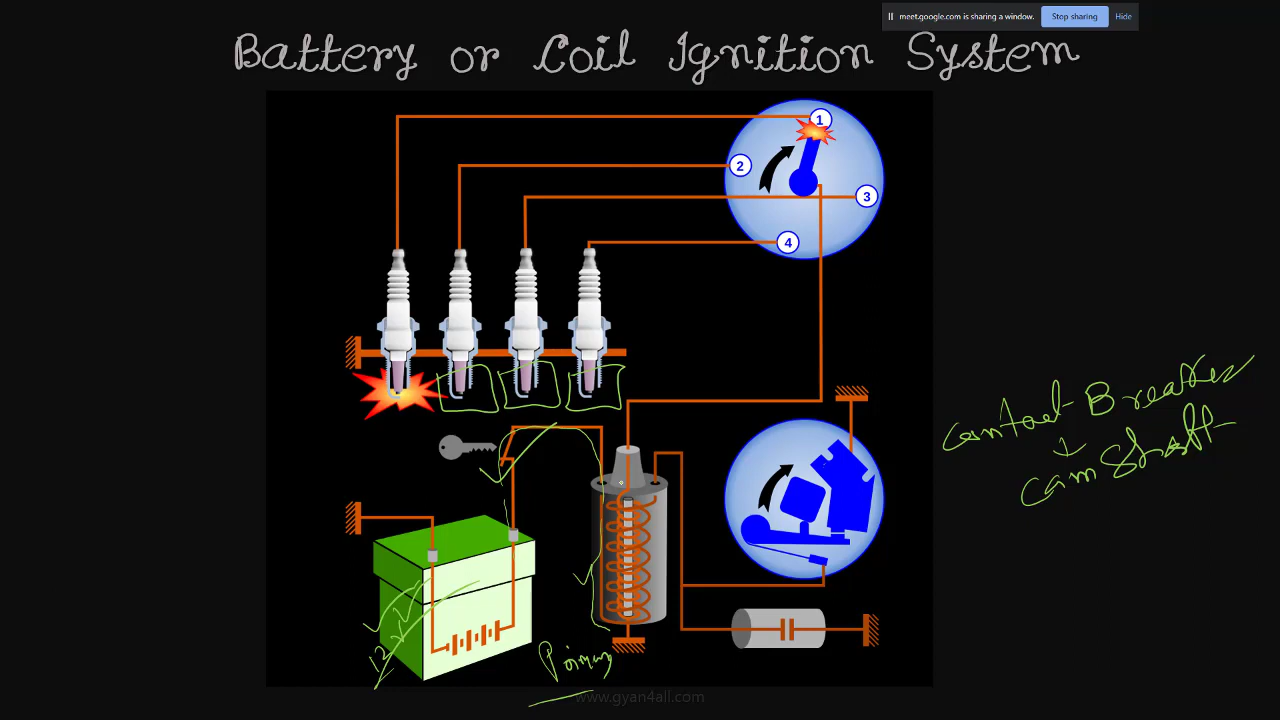 meet.google.com is sharing a window.
Stop sharing
Hide
Battery or Coil Ignition System
1
2
3
4
Contact Breaker
Cam Shaft
12 V
Primary
www.gyan4all.com